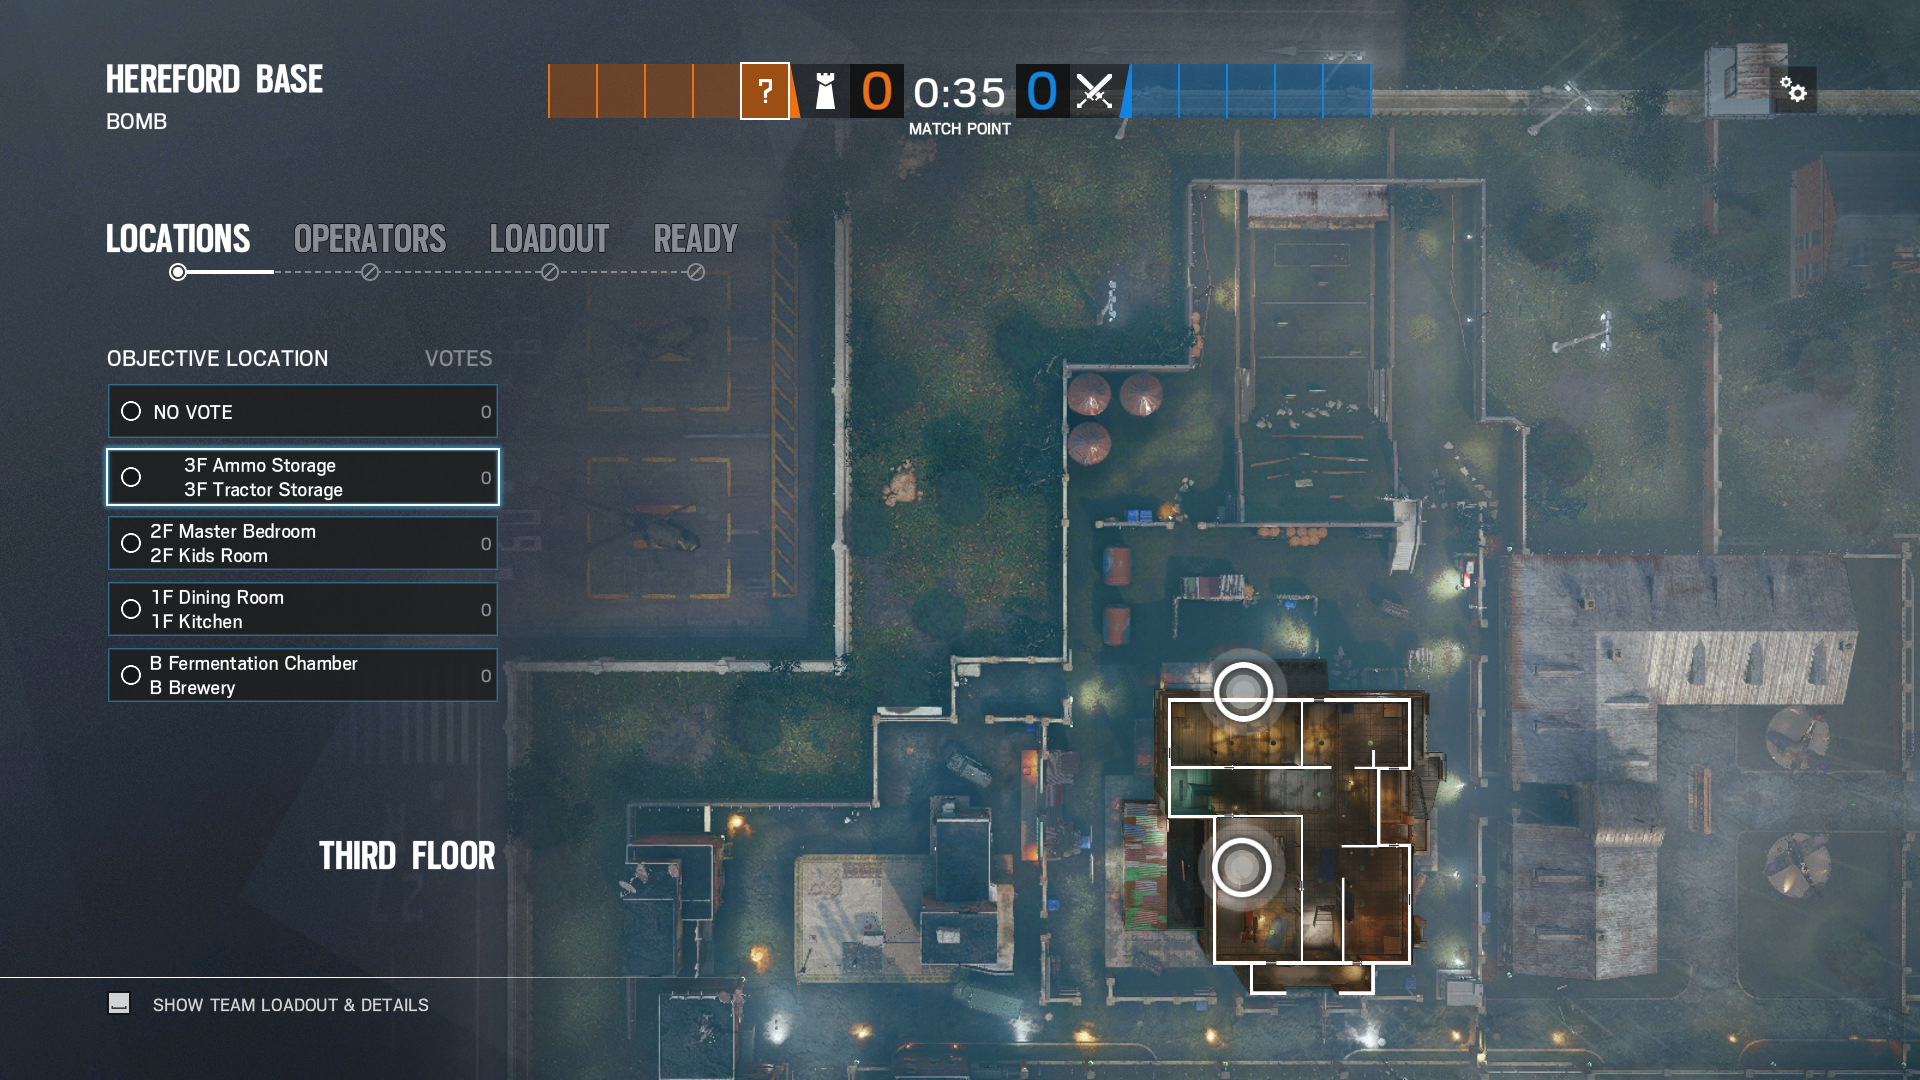 HEREFORD BASE
BOMB
?
0
0:35
0
MATCH POINT
LOCATIONS
OPERATORS
LOADOUT
READY
OBJECTIVE LOCATION
VOTES
NO VOTE
0
3F Ammo Storage
3F Tractor Storage
0
2F Master Bedroom
2F Kids Room
0
1F Dining Room
1F Kitchen
0
B Fermentation Chamber
B Brewery
0
THIRD FLOOR
SHOW TEAM LOADOUT & DETAILS